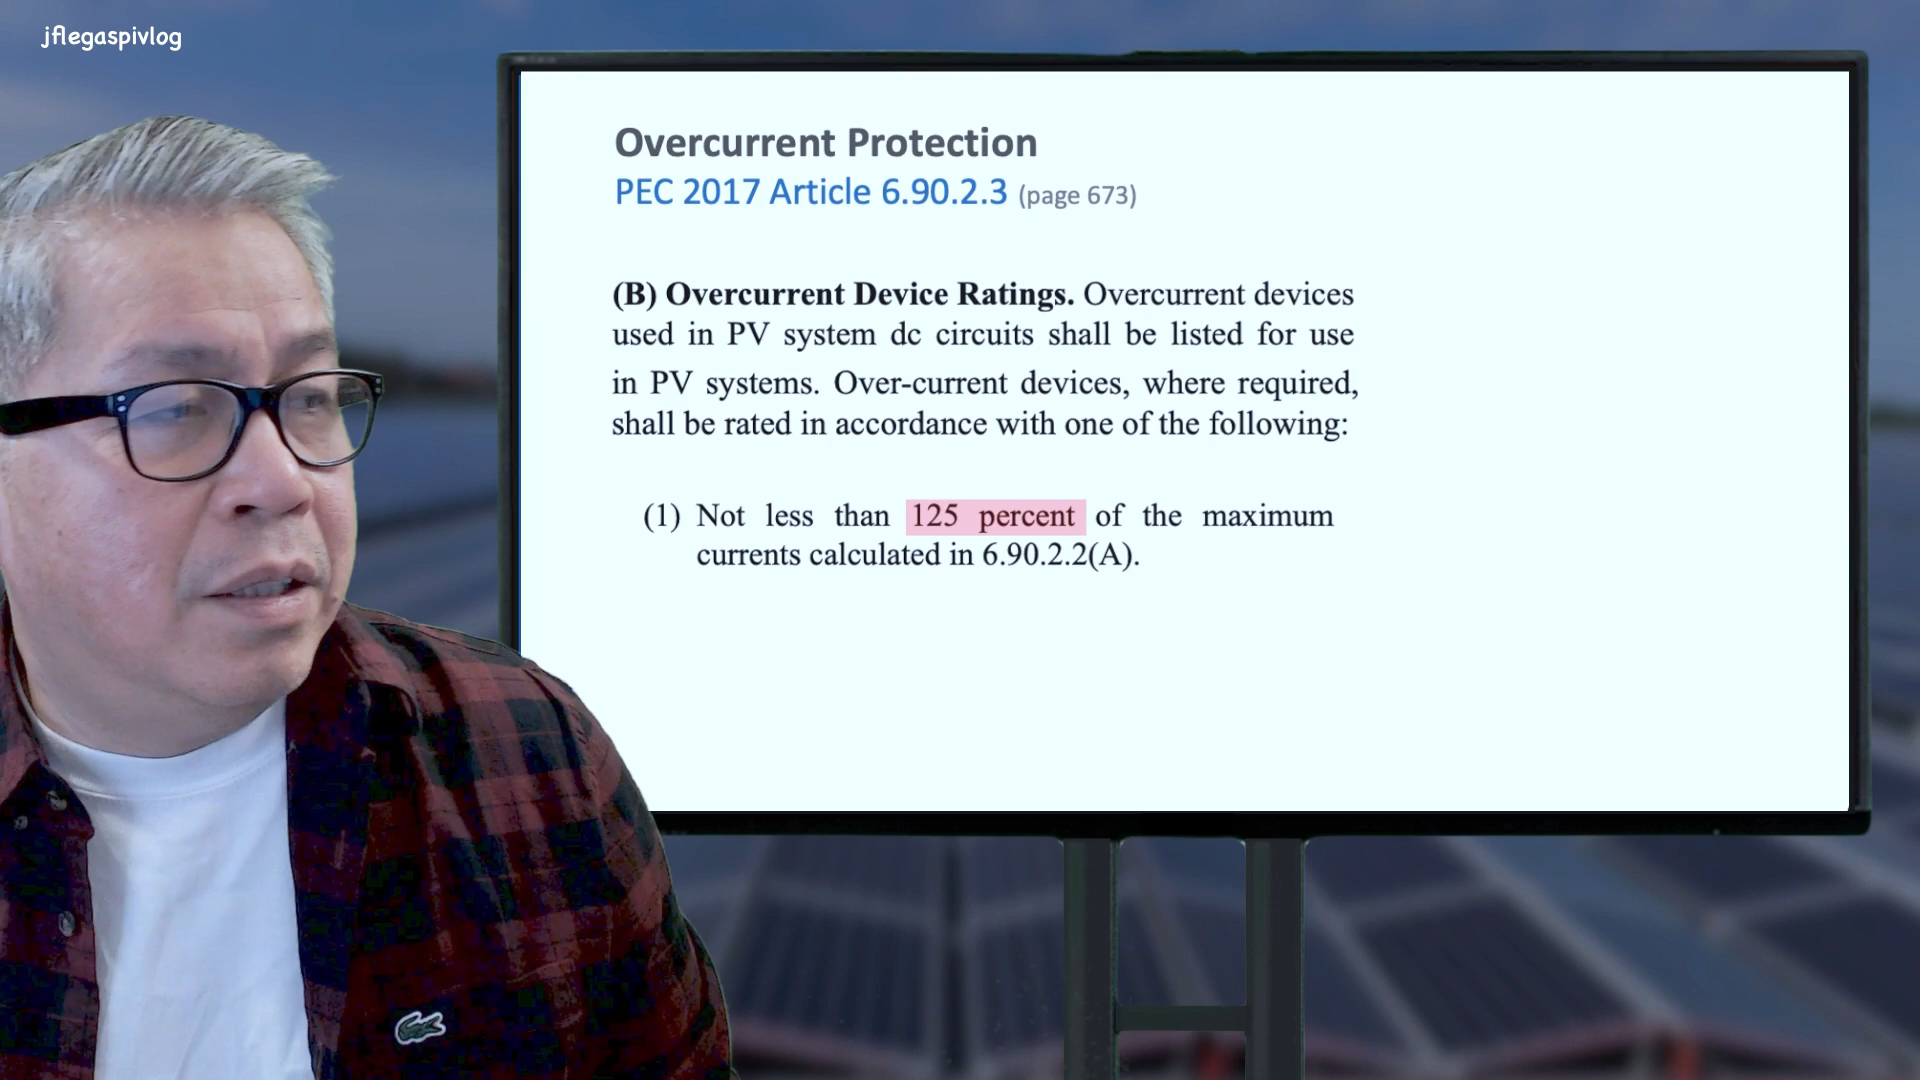 jflegaspivlog
Overcurrent Protection
PEC 2017 Article 6.90.2.3 (page 673)
(B) Overcurrent Device Ratings. Overcurrent devices
used in PV system dc circuits shall be listed for use
in PV systems. Over-current devices, where required,
shall be rated in accordance with one of the following:
(1) Not less than 125 percent of the maximum
currents calculated in 6.90.2.2(A).